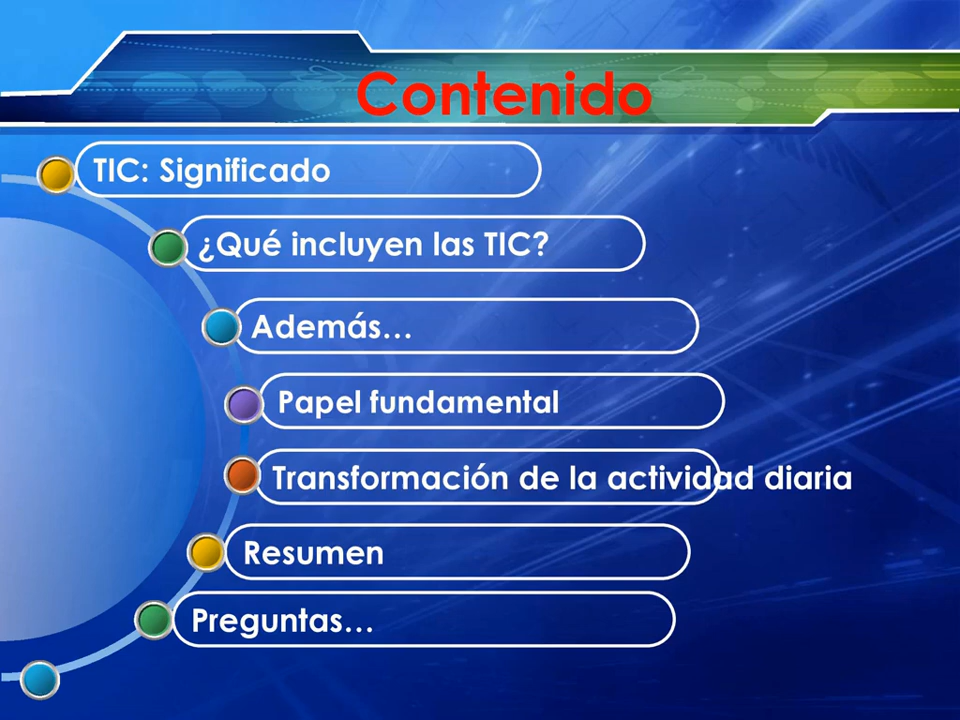 Contenido
TIC: Significado
¿Qué incluyen las TIC?
Además...
Papel fundamental
Transformación de la actividad diaria
Resumen
Preguntas...